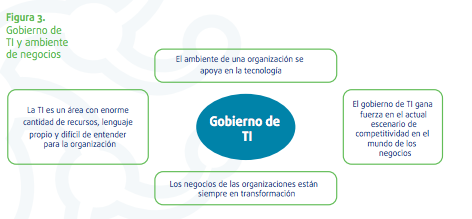 Figura 3.
Gobierno de
TI y ambiente
de negocios
El ambiente de una organización se
apoya en la tecnología
La TI es un área con enorme
cantidad de recursos, lenguaje
propio y difícil de entender
para la organización
Gobierno de
TI
El gobierno de TI gana
fuerza en el actual
escenario de
competitividad en el
mundo de los
negocios
Los negocios de las organizaciones están
siempre en transformación